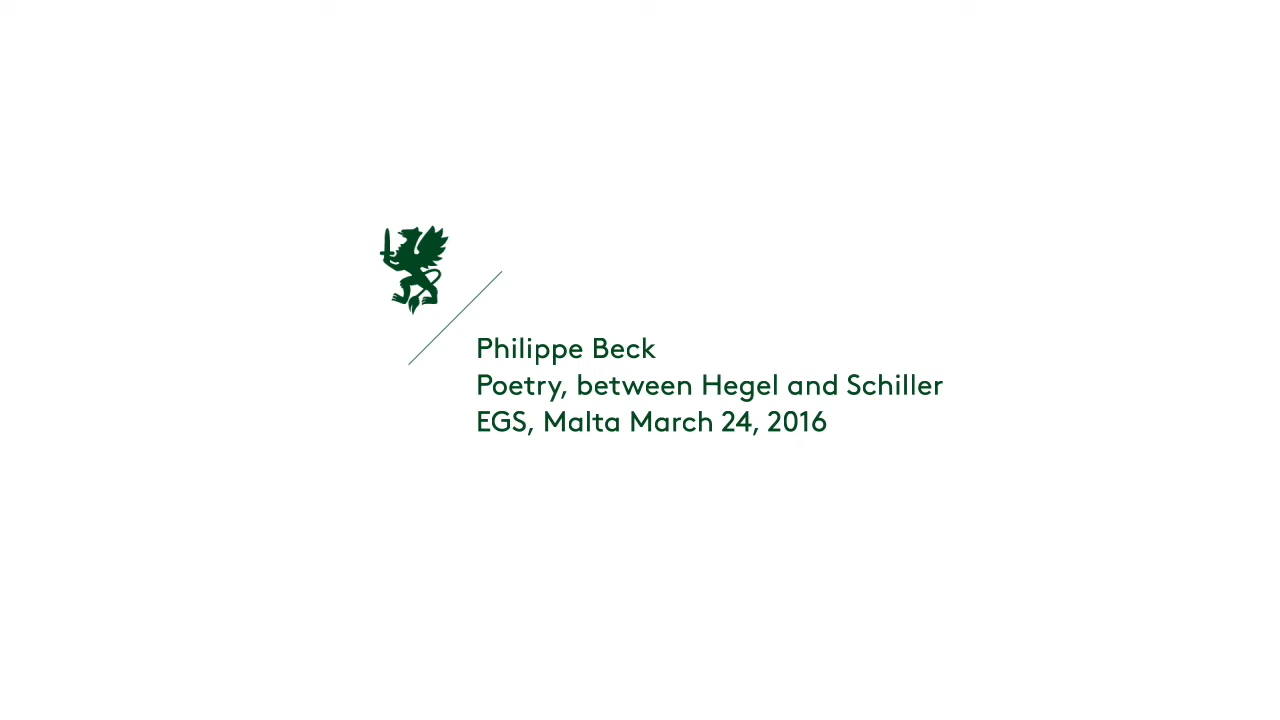 Philippe Beck
Poetry, between Hegel and Schiller
EGS, Malta March 24, 2016